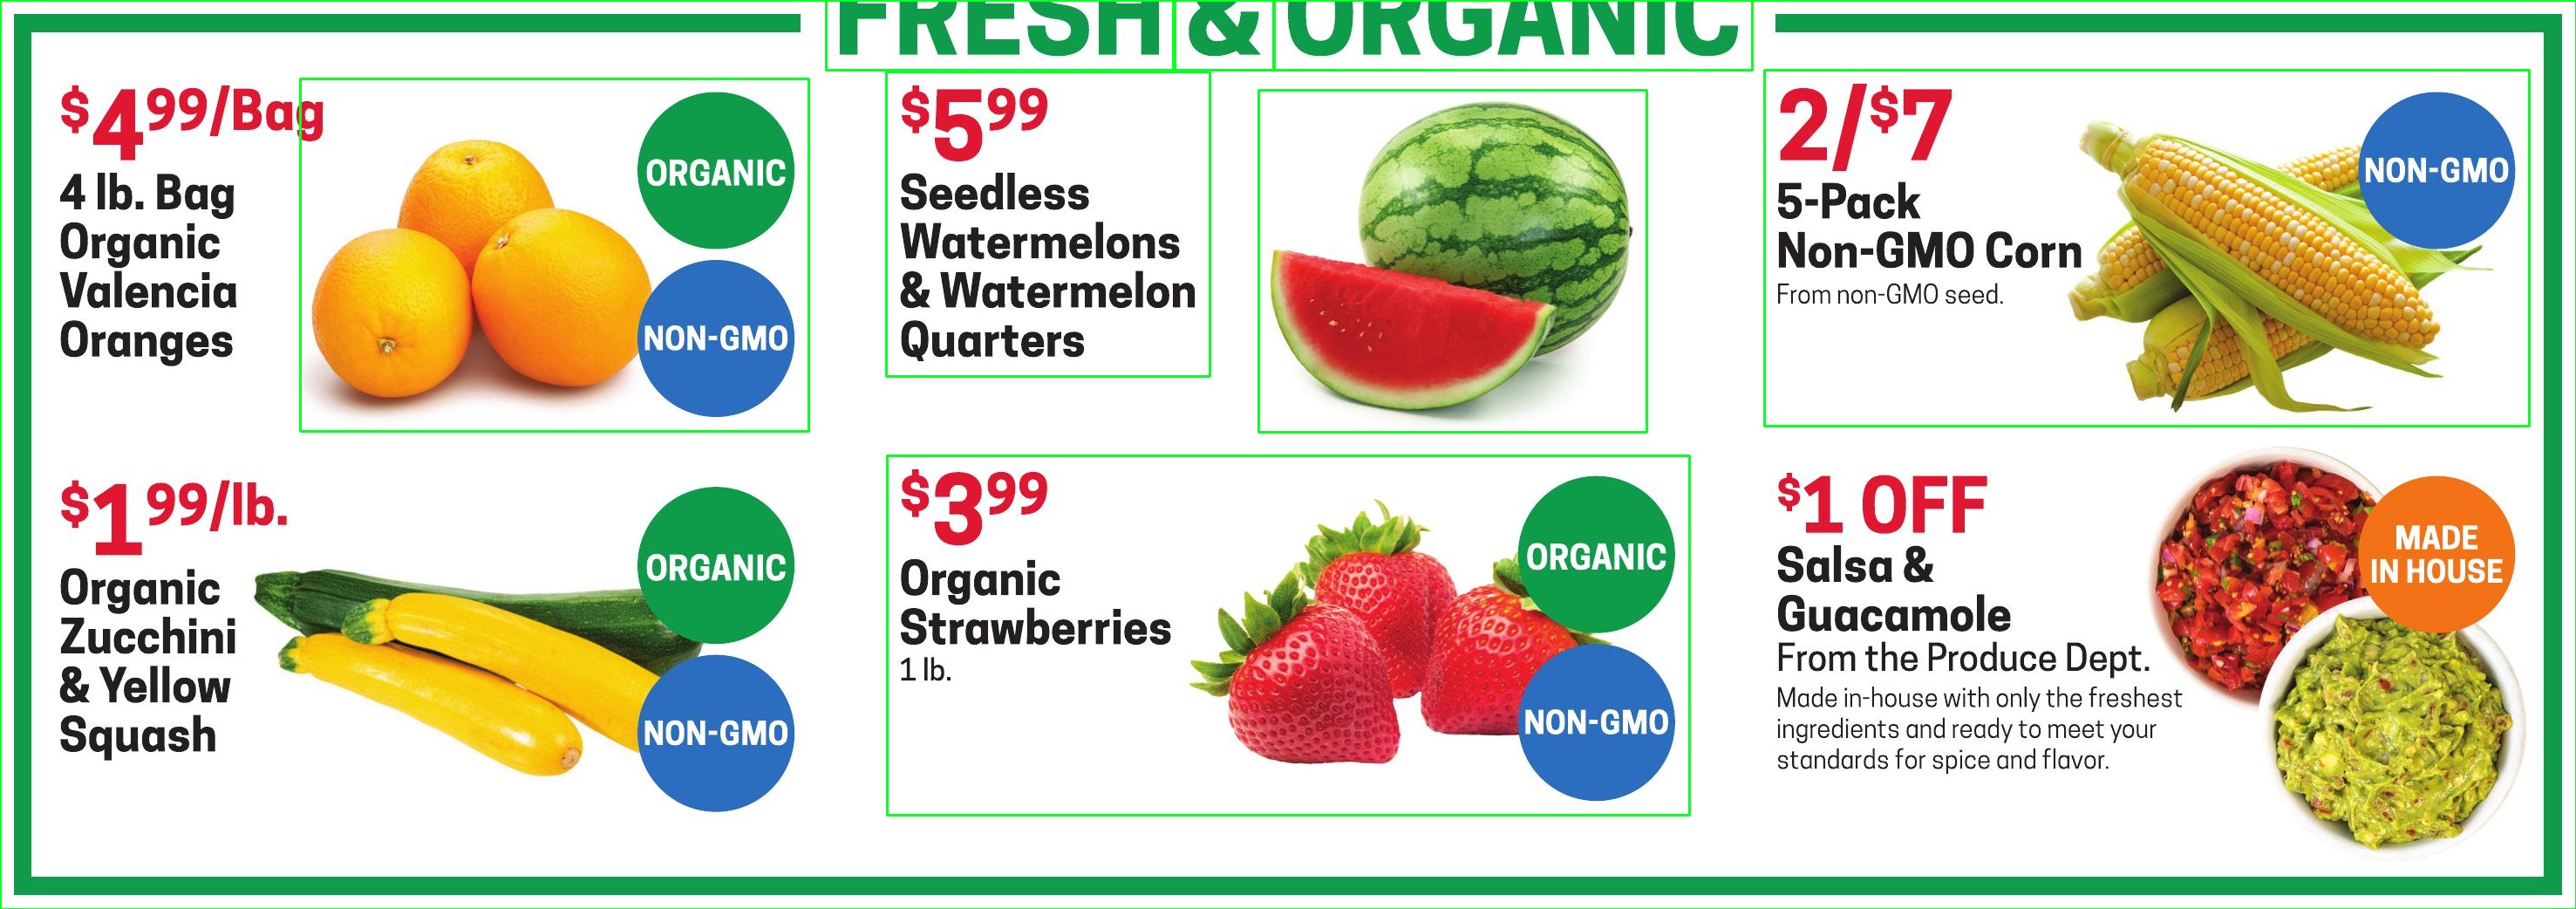 FRESH & ORGANIC
$4 99/Bag
4 lb. Bag
Organic
Valencia
Oranges
ORGANIC
NON-GMO
$5 99
Seedless
Watermelons
& Watermelon
Quarters
2/$7
5-Pack
Non-GMO Corn
From non-GMO seed.
NON-GMO
$1 99/lb.
Organic
Zucchini
& Yellow
Squash
ORGANIC
NON-GMO
$3 99
Organic
Strawberries
1 lb.
ORGANIC
NON-GMO
$1 OFF
Salsa &
Guacamole
From the Produce Dept.
Made in-house with only the freshest
ingredients and ready to meet your
standards for spice and flavor.
MADE
IN HOUSE